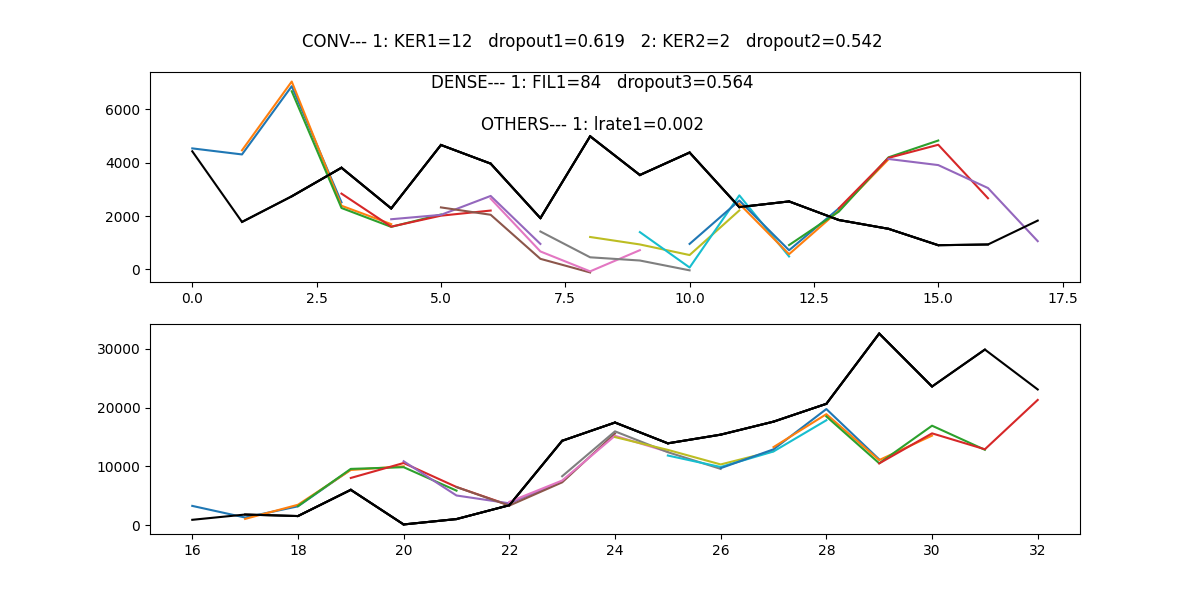 CONV--- 1: KER1=12   dropout1=0.619   2: KER2=2   dropout2=0.542
DENSE--- 1: FIL1=84   dropout3=0.564
OTHERS--- 1: lrate1=0.002
6000
4000
2000
0
0.0 2.5 5.0 7.5 10.0 12.5 15.0 17.5
30000
20000
10000
0
16 18 20 22 24 26 28 30 32